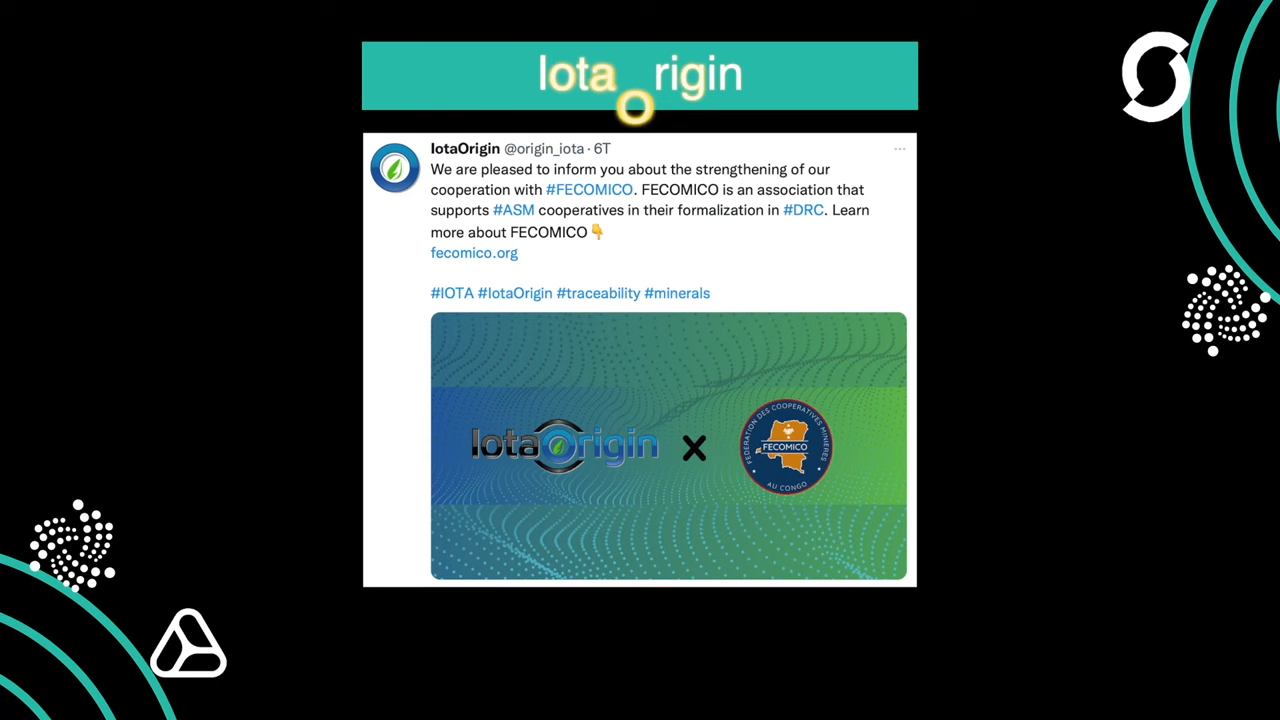 IotaOrigin
IotaOrigin @origin_iota · 6T
We are pleased to inform you about the strengthening of our
cooperation with #FECOMICO. FECOMICO is an association that
supports #ASM cooperatives in their formalization in #DRC. Learn
more about FECOMICO👇
fecomico.org
#IOTA #IotaOrigin #traceability #minerals
IotaOrigin x
FEDERATION DES COOPERATIVES MINIERES
FECOMICO
AU CONGO